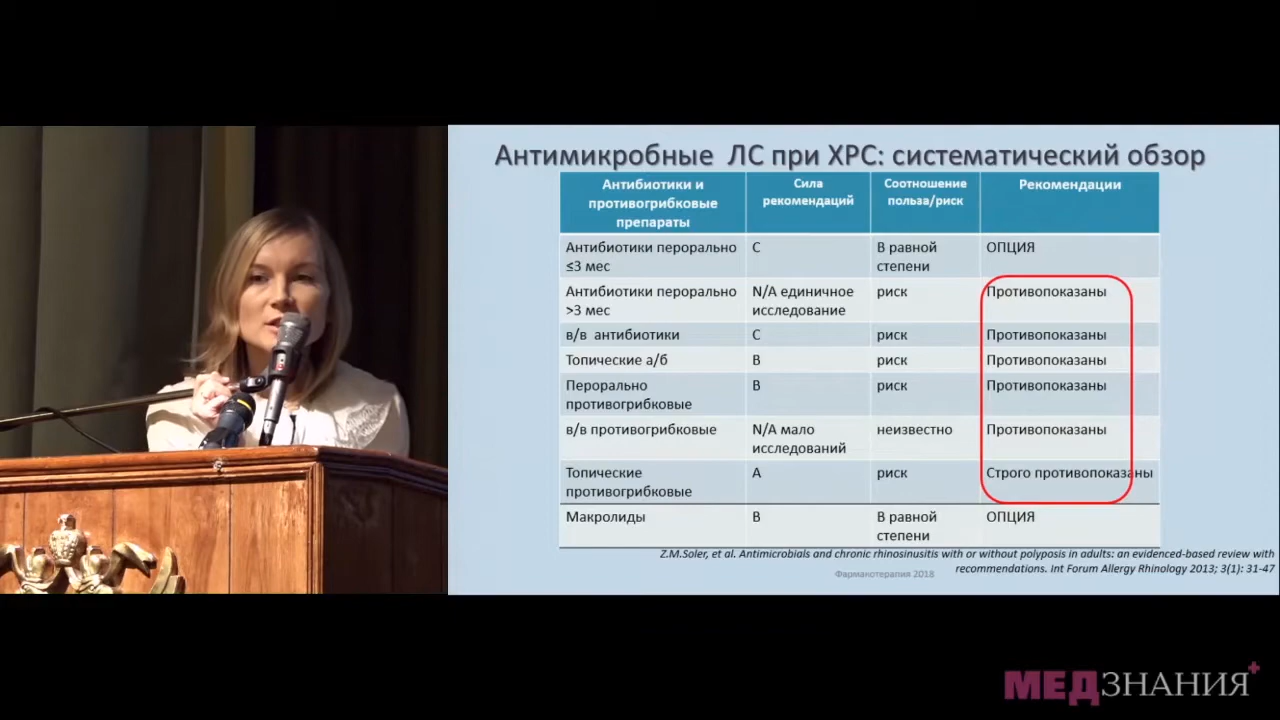 Антимикробные ЛС при ХРС: систематический обзор
Антибиотики и противогрибковые препараты
Сила рекомендаций
Соотношение польза/риск
Рекомендации
Антибиотики перорально ≤3 мес
С
В равной степени
ОПЦИЯ
Антибиотики перорально >3 мес
N/A единичное исследование
риск
Противопоказаны
в/в антибиотики
С
риск
Противопоказаны
Топические а/б
В
риск
Противопоказаны
Перорально противогрибковые
В
риск
Противопоказаны
в/в противогрибковые
N/A мало исследований
неизвестно
Противопоказаны
Топические противогрибковые
А
риск
Строго противопоказаны
Макролиды
В
В равной степени
ОПЦИЯ
Z.M.Soler, et al. Antimicrobials and chronic rhinosinusitis with or without polyposis in adults: an evidenced-based review with
recommendations. Int Forum Allergy Rhinology 2013; 3(1): 31-47
Фармапотерапия 2018
МЕДЗНАНИЯ+